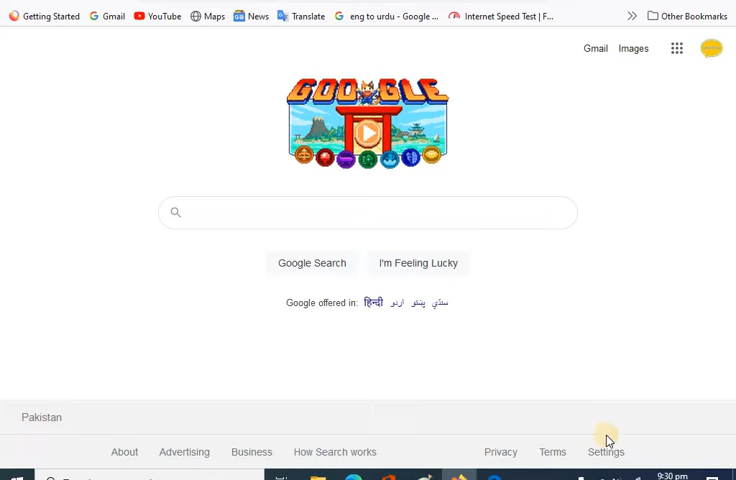 Getting Started Gmail YouTube Maps News Translate eng to urdu - Google ... Internet Speed Test | F... Other Bookmarks
Gmail Images
GOOGLE
Google Search I'm Feeling Lucky
Google offered in: हिन्दी اردو پښتو سنڌي
Pakistan
About Advertising Business How Search works Privacy Terms Settings
9:30 pm